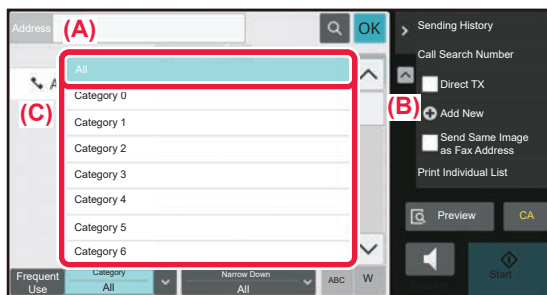 Address
(A)
OK
All
A
(C)
Category 0
Category 1
Category 2
Category 3
Category 4
Category 5
Category 6
Frequent
Use
Category
All
Narrow Down
All
ABC
W
Sending History
Call Search Number
Direct TX
(B)
Add New
Send Same Image
as Fax Address
Print Individual List
Preview
CA
Speaker
Start